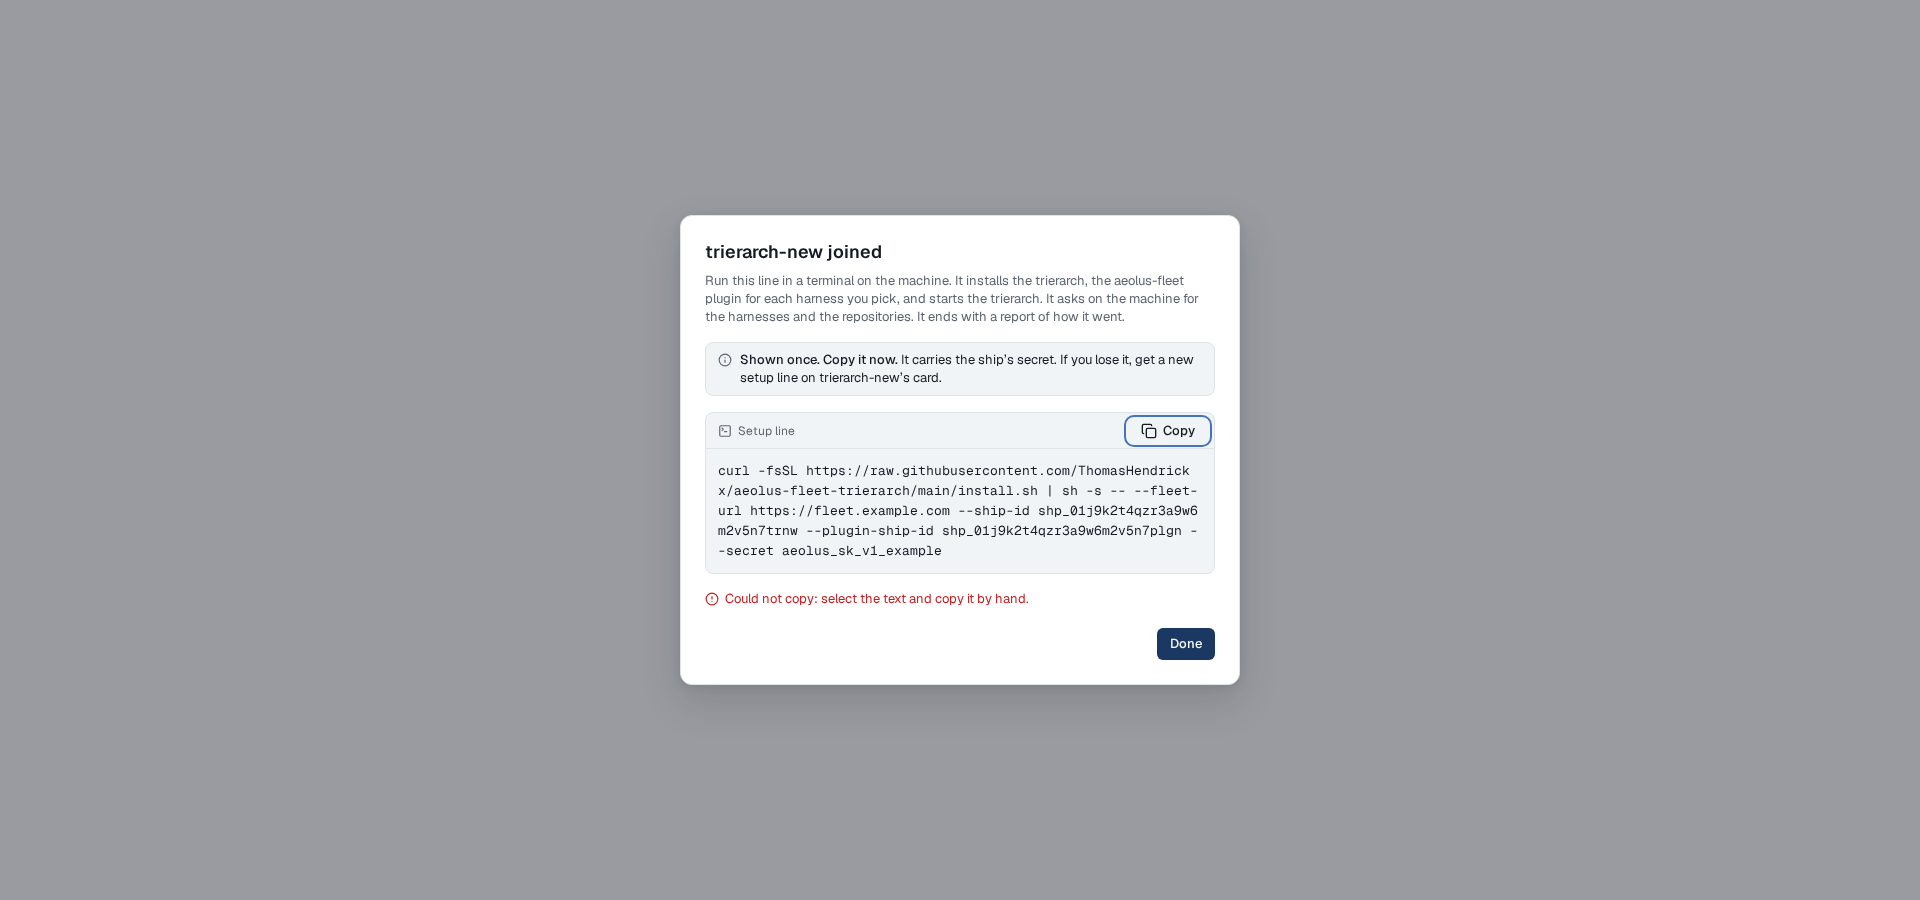 trierarch-new joined
Run this line in a terminal on the machine. It installs the trierarch, the aeolus-fleet
plugin for each harness you pick, and starts the trierarch. It asks on the machine for
the harnesses and the repositories. It ends with a report of how it went.
Shown once. Copy it now. It carries the ship's secret. If you lose it, get a new
setup line on trierarch-new's card.
Setup line
Copy
curl -fsSL https://raw.githubusercontent.com/ThomasHendrick
x/aeolus-fleet-trierarch/main/install.sh | sh -s -- --fleet-
url https://fleet.example.com --ship-id shp_01j9k2t4qzr3a9w6
m2v5n7trnw --plugin-ship-id shp_01j9k2t4qzr3a9w6m2v5n7plgn -
-secret aeolus_sk_v1_example
Could not copy: select the text and copy it by hand.
Done